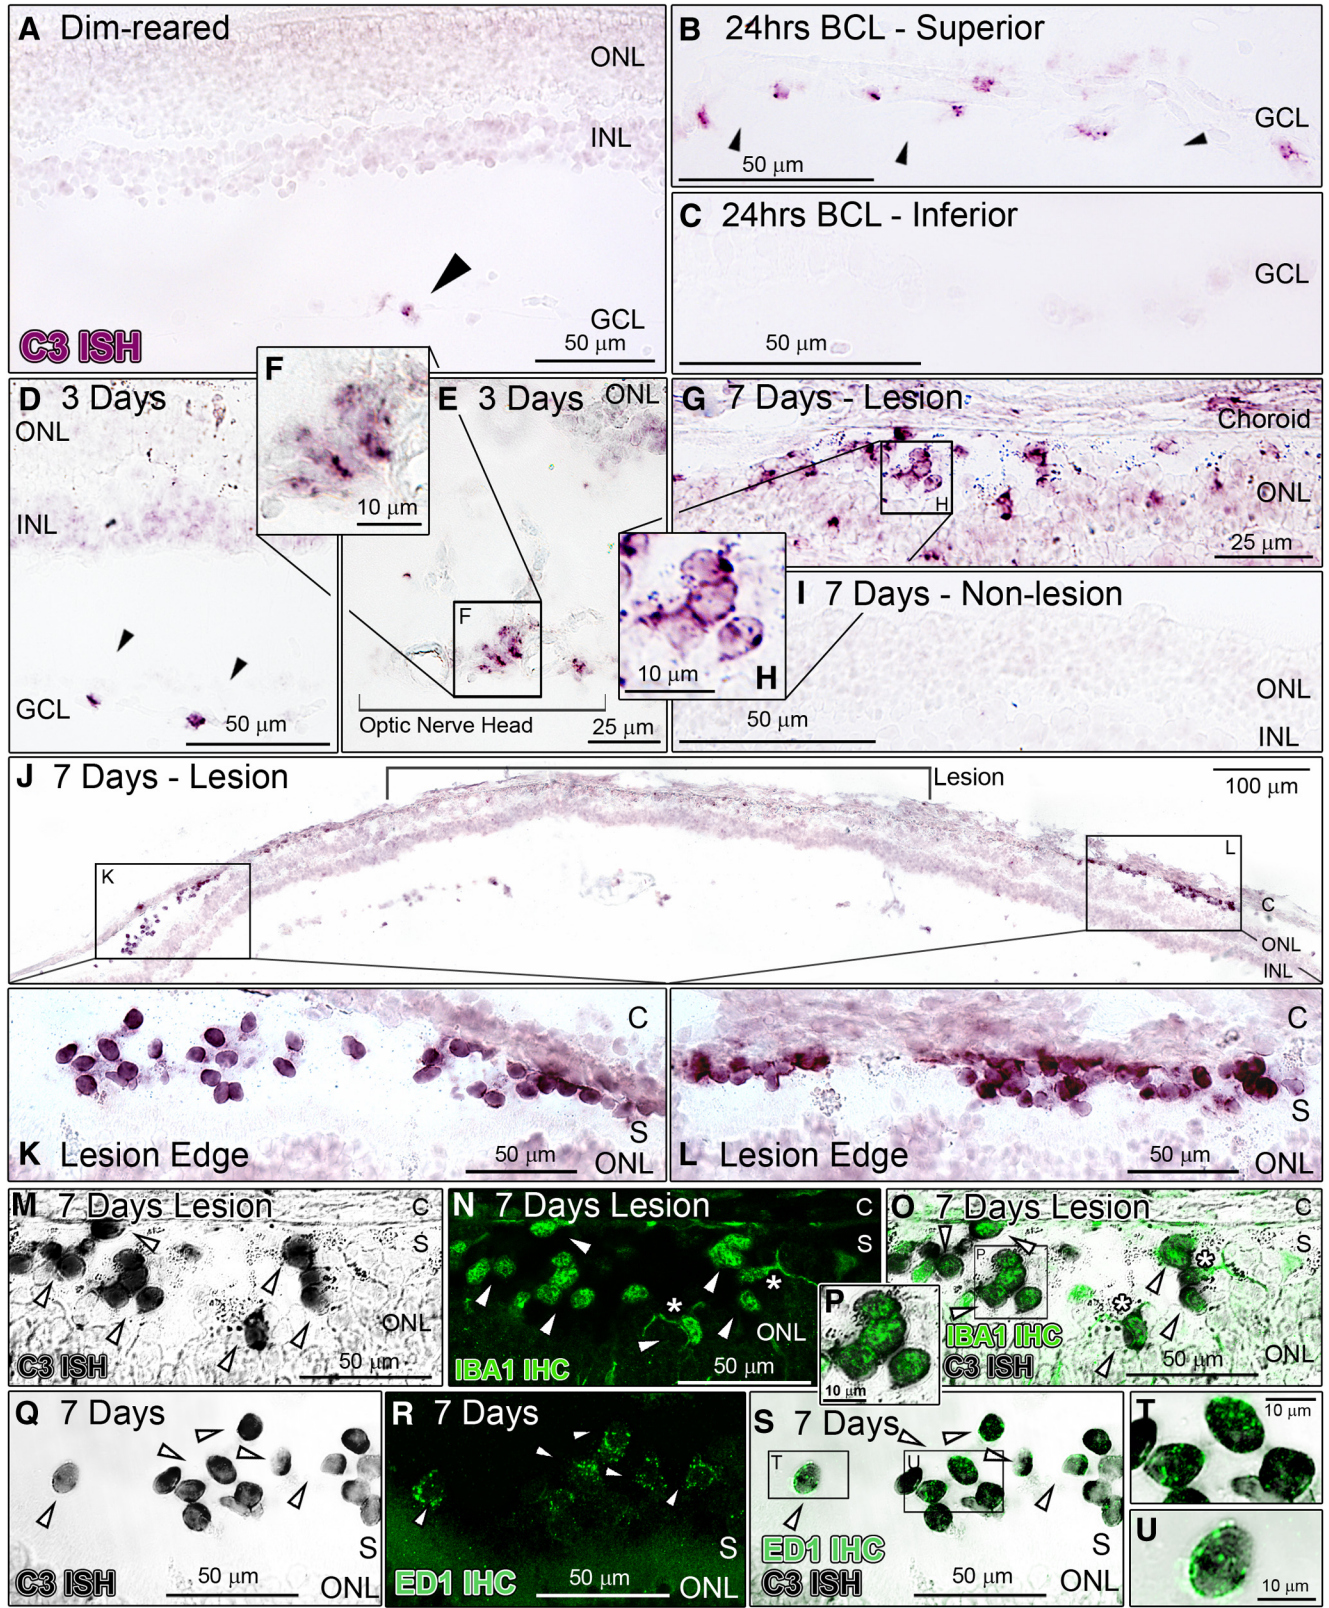 A Dim-reared
ONL
INL
GCL
C3 ISH
50 µm
B 24hrs BCL - Superior
GCL
50 µm
C 24hrs BCL - Inferior
GCL
50 µm
D 3 Days
ONL
INL
GCL
50 µm
F
10 µm
E 3 Days
ONL
F
Optic Nerve Head
25 µm
G 7 Days - Lesion
Choroid
ONL
H
25 µm
10 µm
H
I 7 Days - Non-lesion
ONL
50 µm
INL
J 7 Days - Lesion
Lesion
100 µm
K
L
C
ONL
INL
C
S
K Lesion Edge
50 µm
ONL
C
S
L Lesion Edge
50 µm
ONL
M 7 Days Lesion
C
S
ONL
C3 ISH
50 µm
N 7 Days Lesion
C
S
*
*
ONL
IBA1 IHC
50 µm
O 7 Days Lesion
C
S
P
*
*
IBA1 IHC
C3 ISH
50 µm
ONL
P
10 µm
Q 7 Days
S
C3 ISH
50 µm
ONL
R 7 Days
S
ED1 IHC
50 µm
ONL
S 7 Days
T
U
ED1 IHC
C3 ISH
S
50 µm
ONL
T
10 µm
U
10 µm